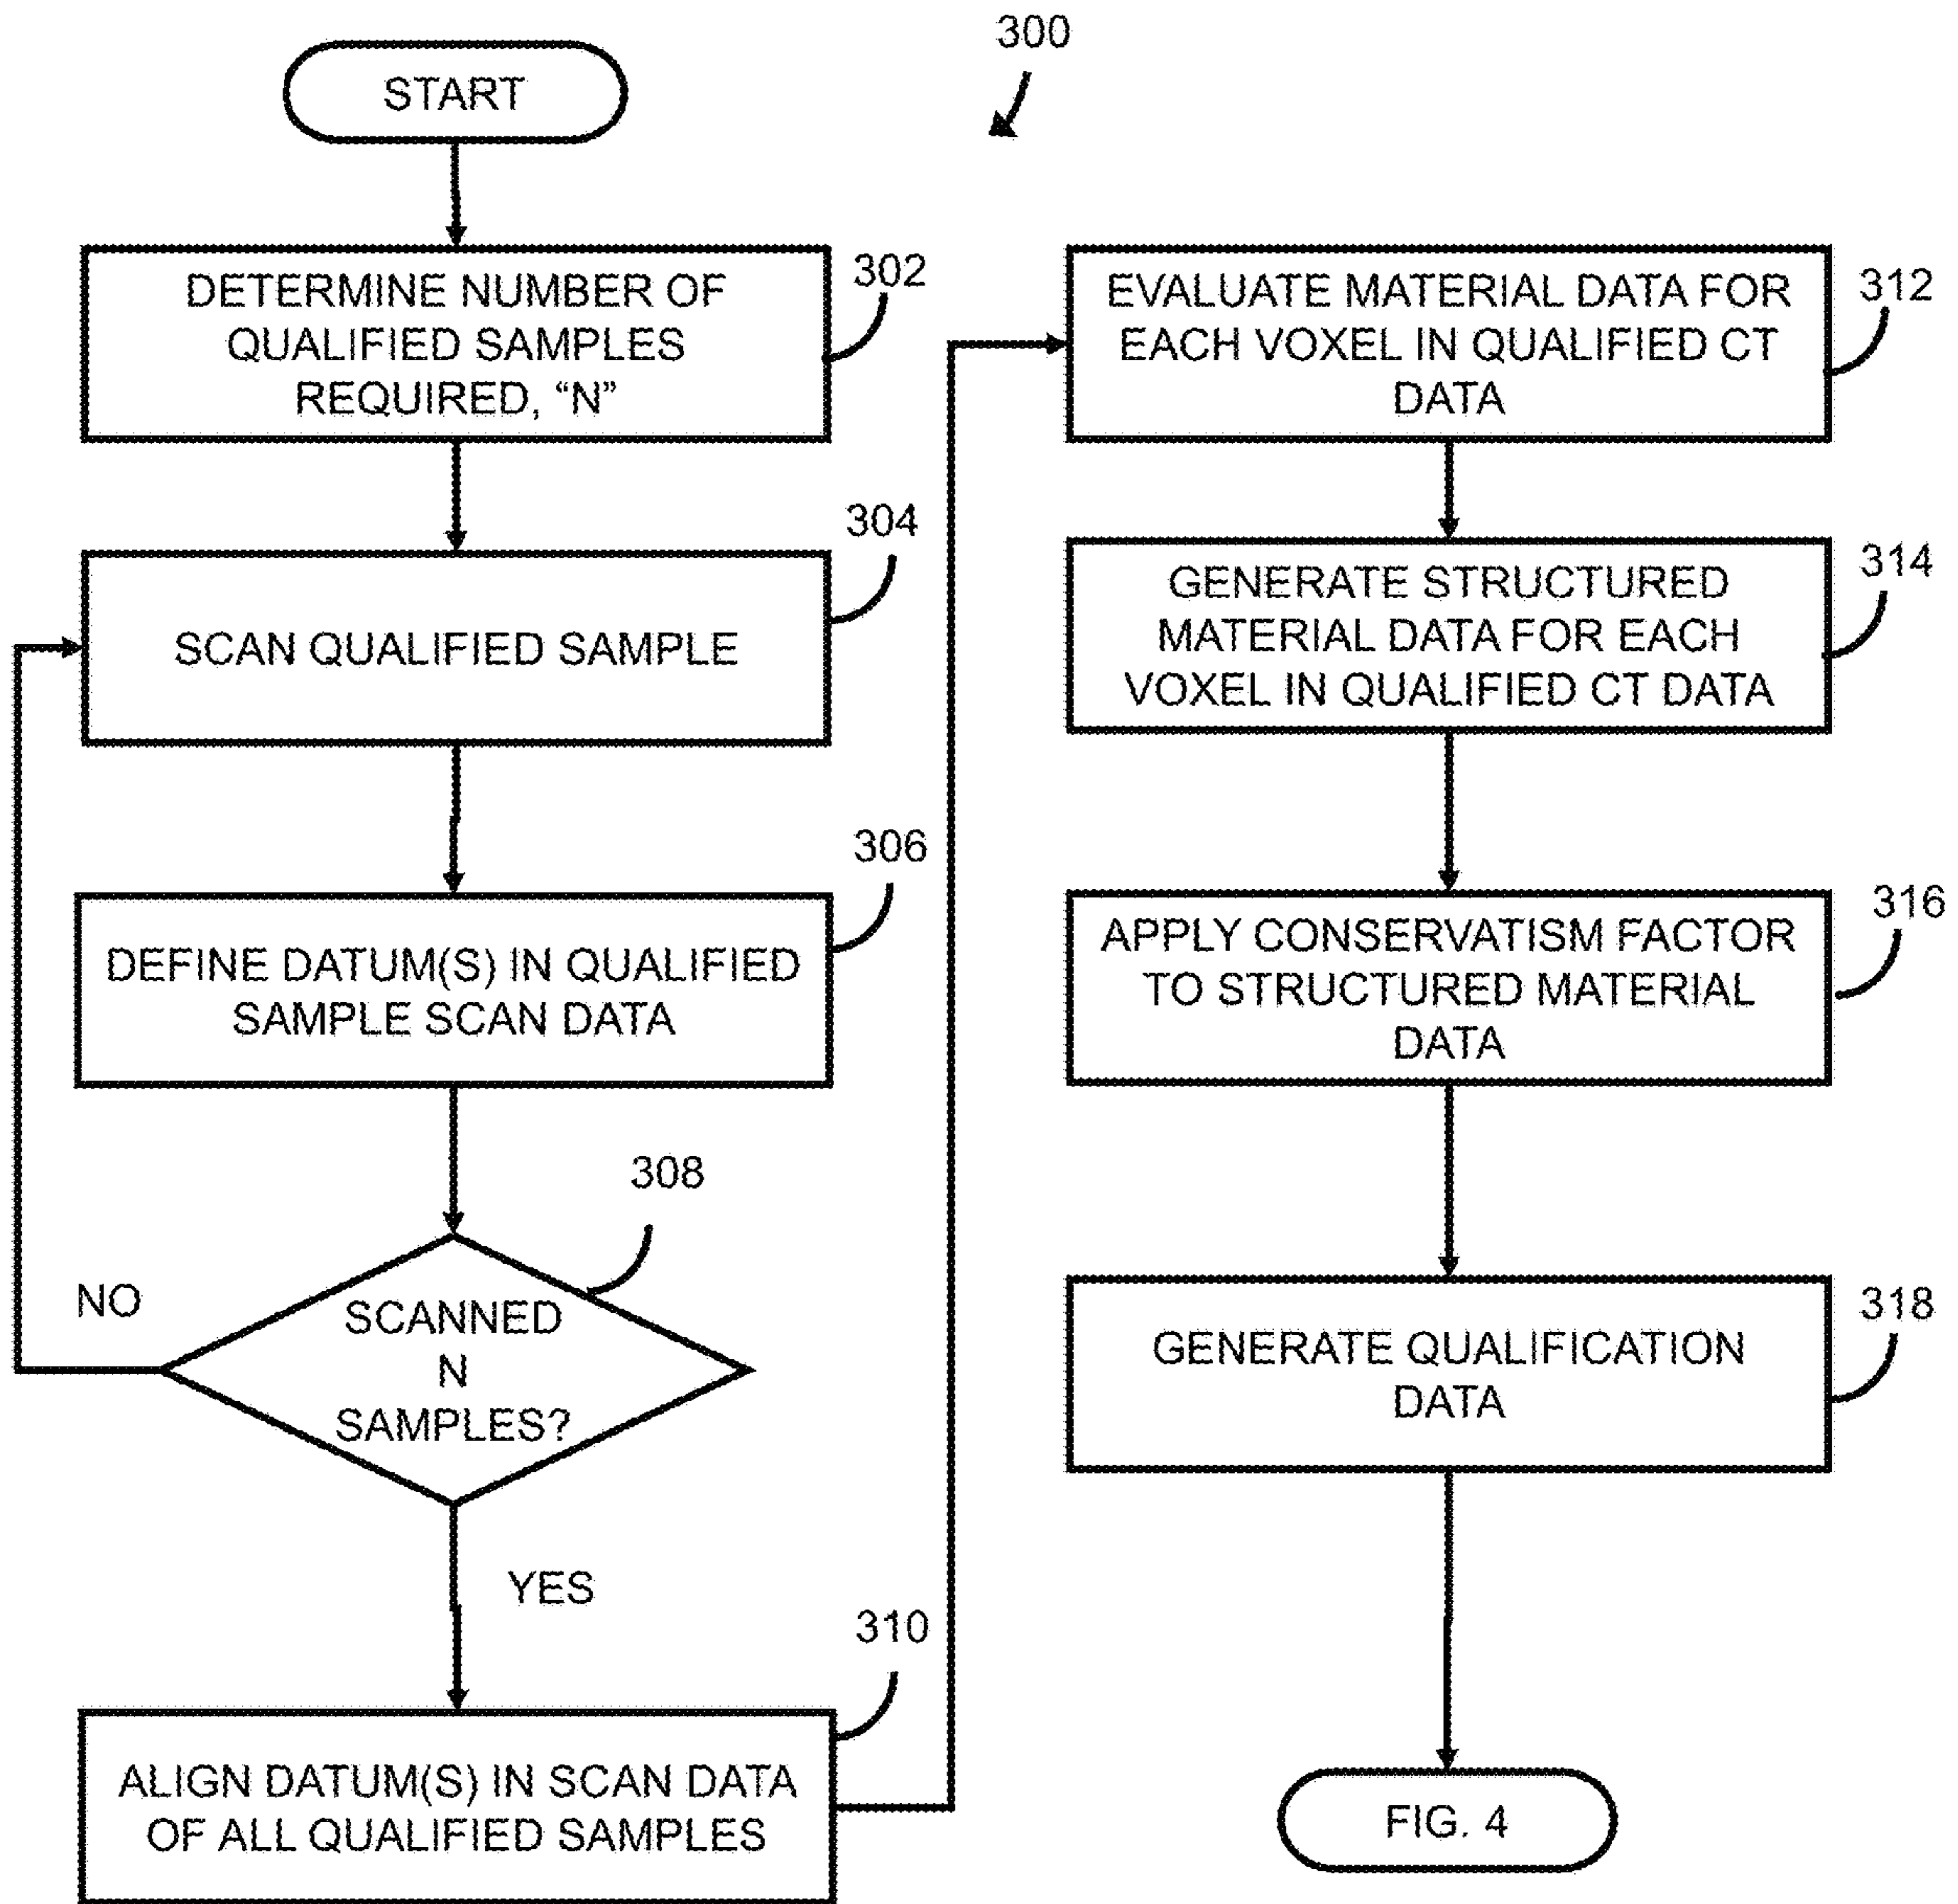 300
START
302
DETERMINE NUMBER OF
QUALIFIED SAMPLES
REQUIRED, “N”
304
SCAN QUALIFIED SAMPLE
306
DEFINE DATUM(S) IN QUALIFIED
SAMPLE SCAN DATA
308
SCANNED
N
SAMPLES?
NO
YES
310
ALIGN DATUM(S) IN SCAN DATA
OF ALL QUALIFIED SAMPLES
312
EVALUATE MATERIAL DATA FOR
EACH VOXEL IN QUALIFIED CT
DATA
314
GENERATE STRUCTURED
MATERIAL DATA FOR EACH
VOXEL IN QUALIFIED CT DATA
316
APPLY CONSERVATISM FACTOR
TO STRUCTURED MATERIAL
DATA
318
GENERATE QUALIFICATION
DATA
FIG. 4